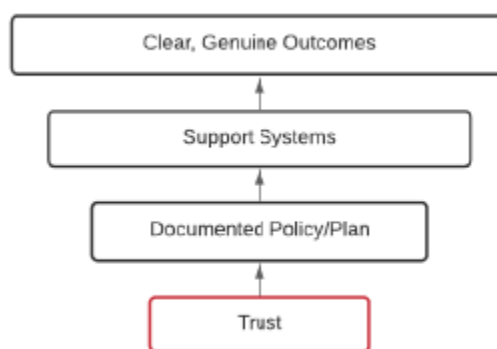 Clear, Genuine Outcomes
Support Systems
Documented Policy/Plan
Trust